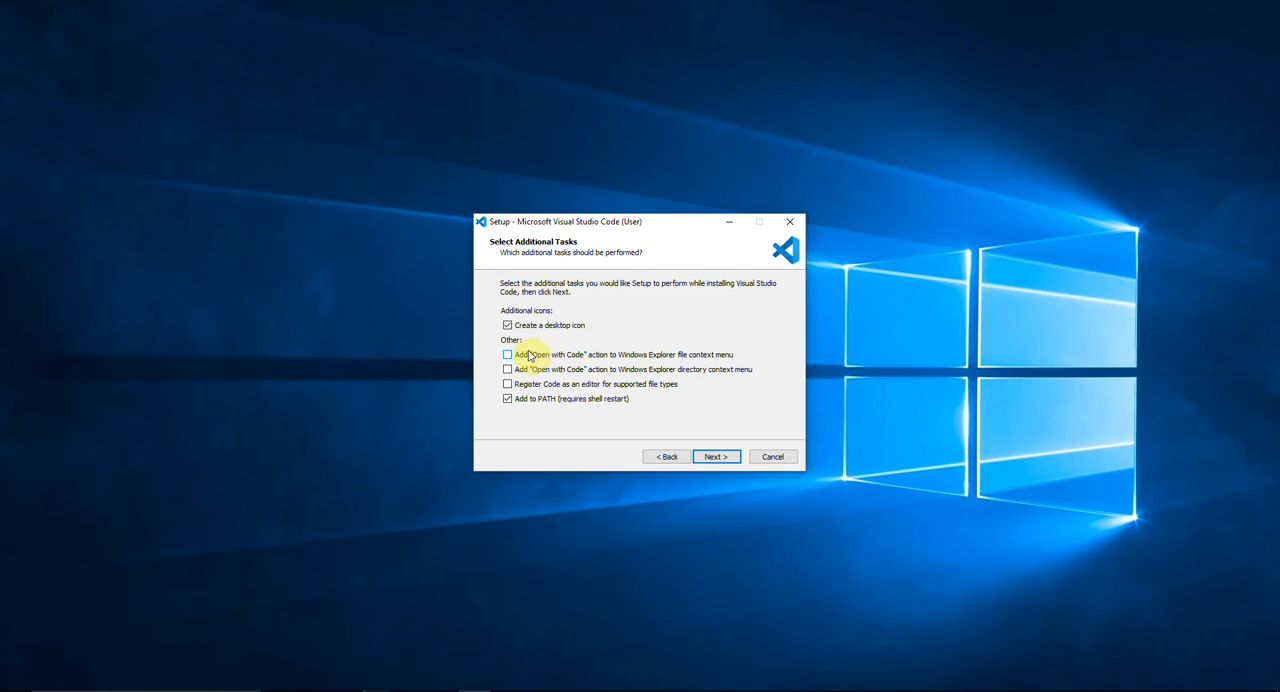 Setup - Microsoft Visual Studio Code (User)
Select Additional Tasks
Which additional tasks should be performed?
Select the additional tasks you would like Setup to perform while installing Visual Studio
Code, then click Next.
Additional icons:
Create a desktop icon
Other:
Add "Open with Code" action to Windows Explorer file context menu
Add "Open with Code" action to Windows Explorer directory context menu
Register Code as an editor for supported file types
Add to PATH (requires shell restart)
< Back Next > Cancel